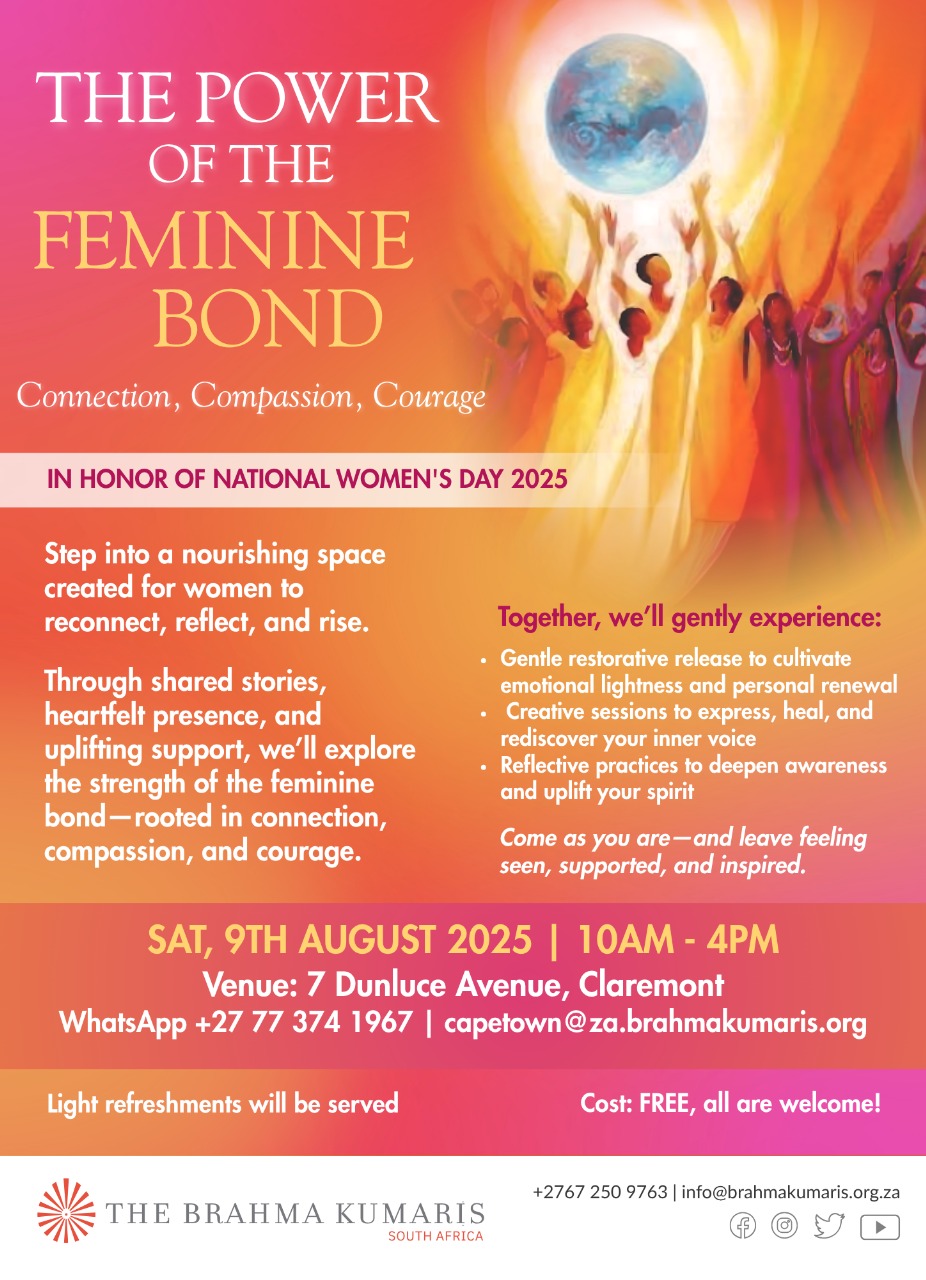 THE POWER
OF THE
FEMININE
BOND
Connection, Compassion, Courage
IN HONOR OF NATIONAL WOMEN'S DAY 2025
Step into a nourishing space
created for women to
reconnect, reflect, and rise.
Through shared stories,
heartfelt presence, and
uplifting support, we’ll explore
the strength of the feminine
bond—rooted in connection,
compassion, and courage.
Together, we’ll gently experience:
• Gentle restorative release to cultivate
emotional lightness and personal renewal
• Creative sessions to express, heal, and
rediscover your inner voice
• Reflective practices to deepen awareness
and uplift your spirit
Come as you are—and leave feeling
seen, supported, and inspired.
SAT, 9TH AUGUST 2025 | 10AM - 4PM
Venue: 7 Dunluce Avenue, Claremont
WhatsApp +27 77 374 1967 | capetown@za.brahmakumaris.org
Light refreshments will be served
Cost: FREE, all are welcome!
THE BRAHMA KUMARIS
SOUTH AFRICA
+2767 250 9763 | info@brahmakumaris.org.za